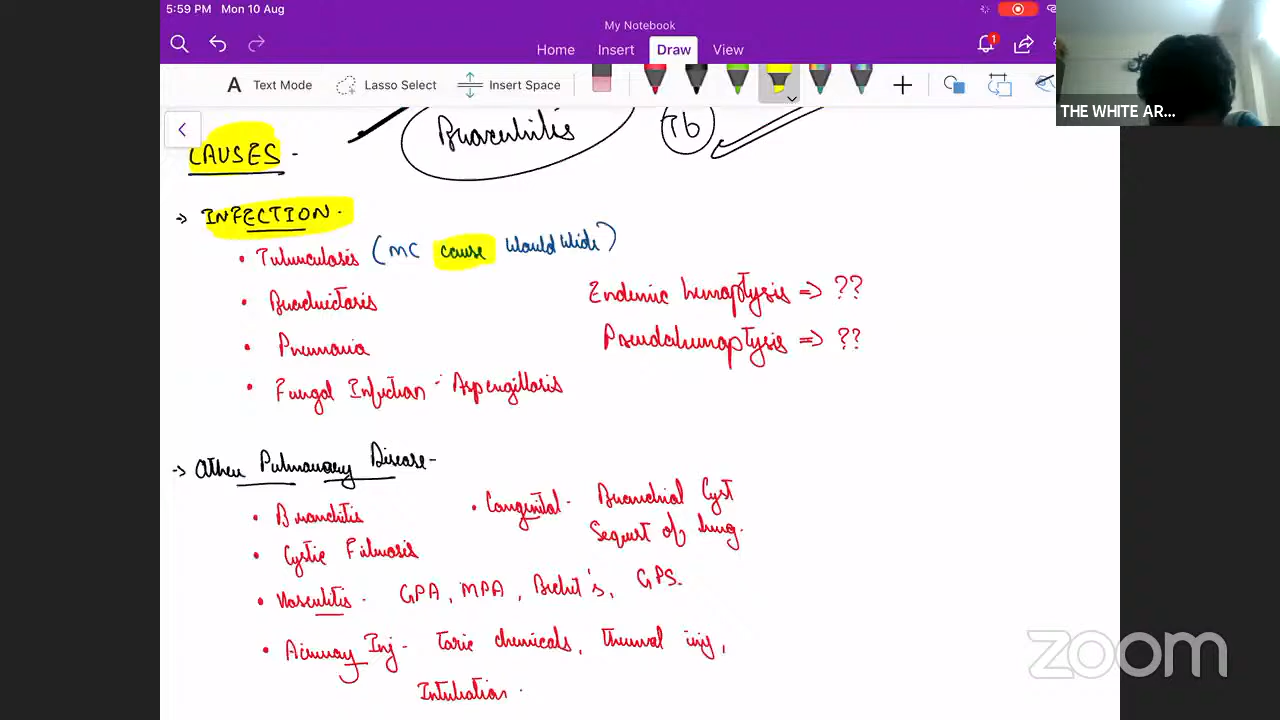 5:59 PM Mon 10 Aug
My Notebook
Home Insert Draw View
1
A Text Mode Lasso Select Insert Space
THE WHITE AR...
Bronchitis Tb
CAUSES -
→ INFECTION -
• Tuberculosis (MC cause World Wide)
• Bronchiectasis
Endemic hemoptysis => ??
• Pneumonia
Pseudohemoptysis => ??
• Fungal Infection - Aspergillosis
→ Other Pulmonary Disease -
• Bronchitis
• Congenital - Bronchial Cyst
Sequest of lung.
• Cystic Fibrosis
• Vasculitis - GPA, MPA, Bechet's, GPS.
• Airway Inj - Toxic chemicals, thermal inj,
Intubation -
zoom